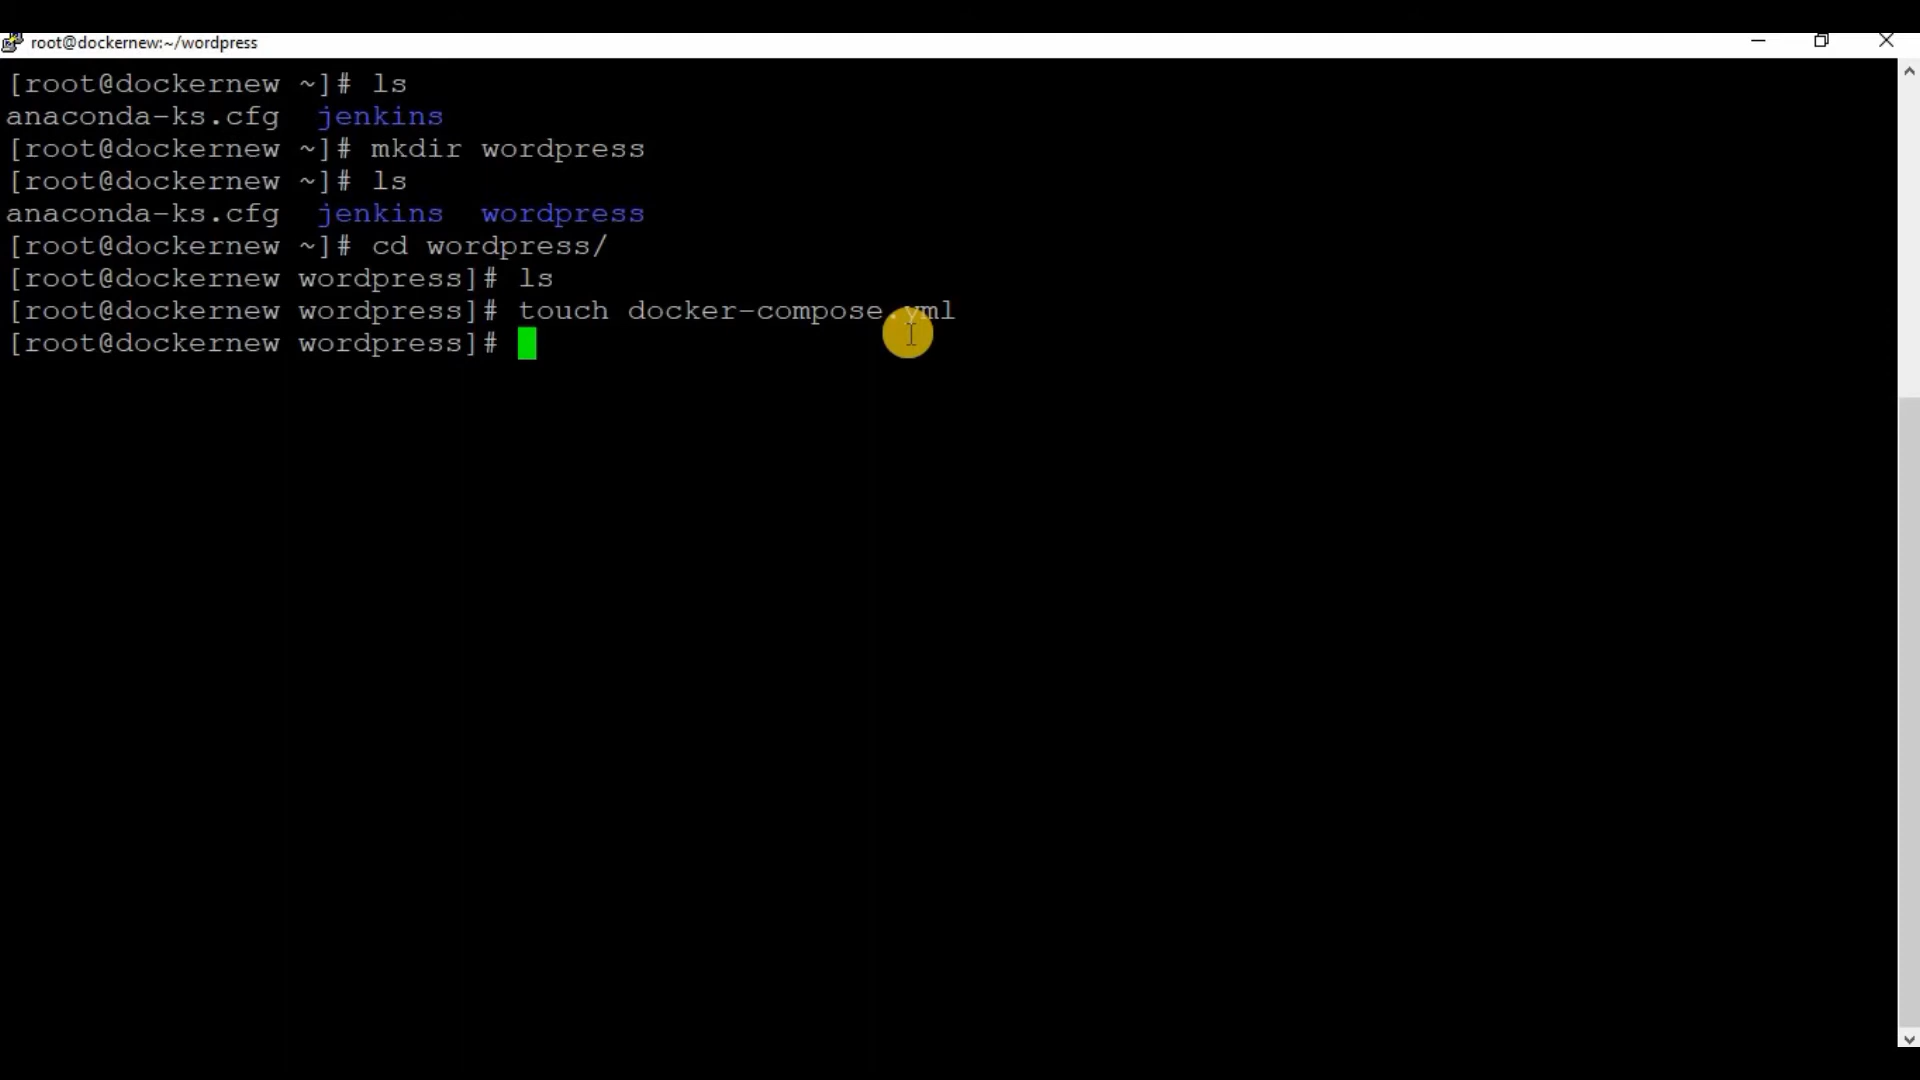 root@dockernew:~/wordpress
[root@dockernew ~]# ls
anaconda-ks.cfg  jenkins
[root@dockernew ~]# mkdir wordpress
[root@dockernew ~]# ls
anaconda-ks.cfg  jenkins  wordpress
[root@dockernew ~]# cd wordpress/
[root@dockernew wordpress]# ls
[root@dockernew wordpress]# touch docker-compose.yml
[root@dockernew wordpress]#